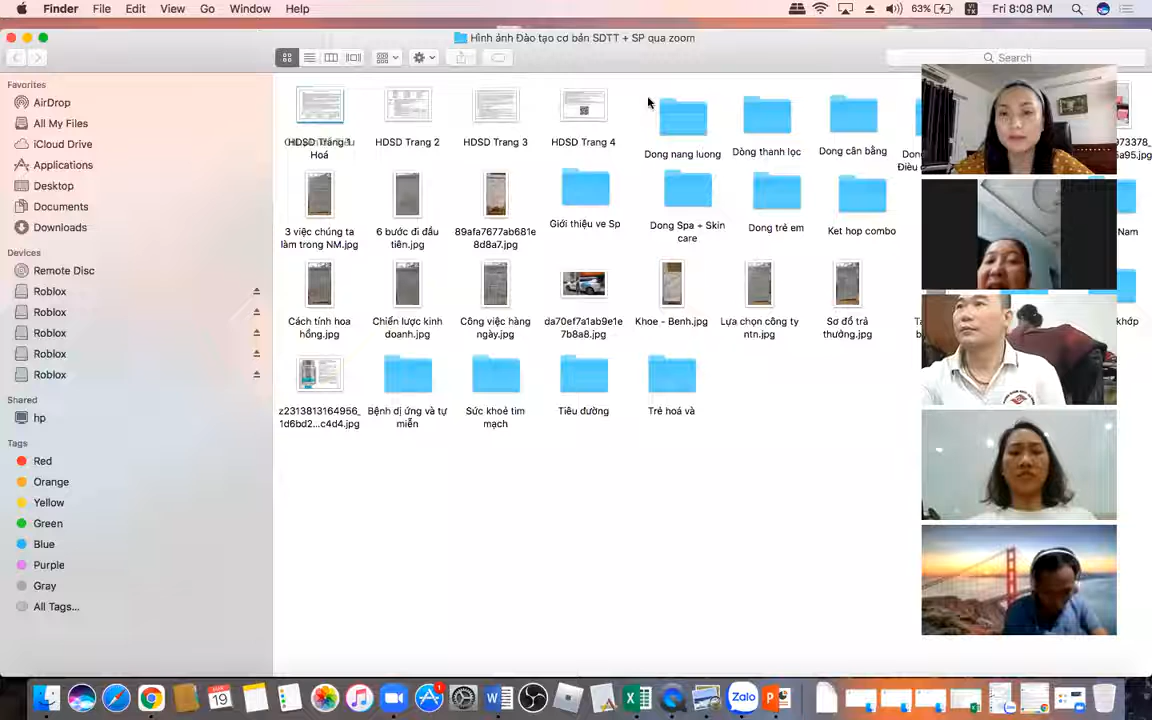 Finder File Edit View Go Window Help 63% Fri 8:08 PM
Hình ảnh Đào tạo cơ bản SDTT + SP qua zoom
Search
Favorites
AirDrop
All My Files
iCloud Drive
Applications
Desktop
Documents
Downloads
Devices
Remote Disc
Roblox
Roblox
Roblox
Roblox
Roblox
Shared
hp
Tags
Red
Orange
Yellow
Green
Blue
Purple
Gray
All Tags...
HDSD Trang 2 HDSD Trang 3 HDSD Trang 4
Hoá
Dong nang luong Dòng thanh lọc Dong cân bằng
Điều
973373_
a95.jpg
3 việc chúng ta
làm trong NM.jpg
6 bước đi đầu
tiên.jpg
89afa7677ab681e
8d8a7.jpg
Giới thiệu ve Sp
Dong Spa + Skin
care
Dong trẻ em
Ket hop combo
Nam
Cách tính hoa
hồng.jpg
Chiến lược kinh
doanh.jpg
Công việc hàng
ngày.jpg
da70ef7a1ab9e1e
7b8a8.jpg
Khoe - Benh.jpg
Lựa chọn công ty
ntn.jpg
Sơ đồ trả
thưởng.jpg
khớp
z2313813164956_
1d6bd2...c4d4.jpg
Bệnh dị ứng và tự
miễn
Sức khoẻ tim
mạch
Tiêu đường
Trẻ hoá và
19
Zalo